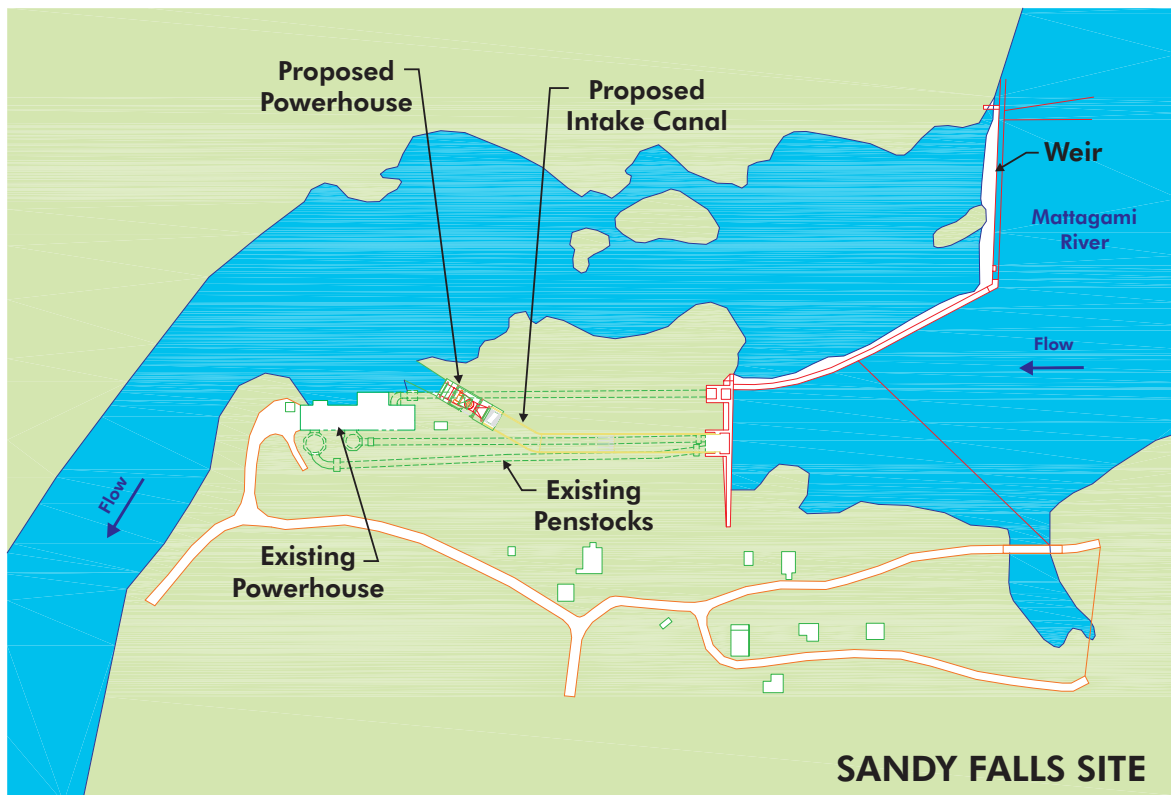 Proposed
Powerhouse
Proposed
Intake Canal
Weir
Mattagami
River
Flow
Flow
Existing
Penstocks
Existing
Powerhouse
SANDY FALLS SITE